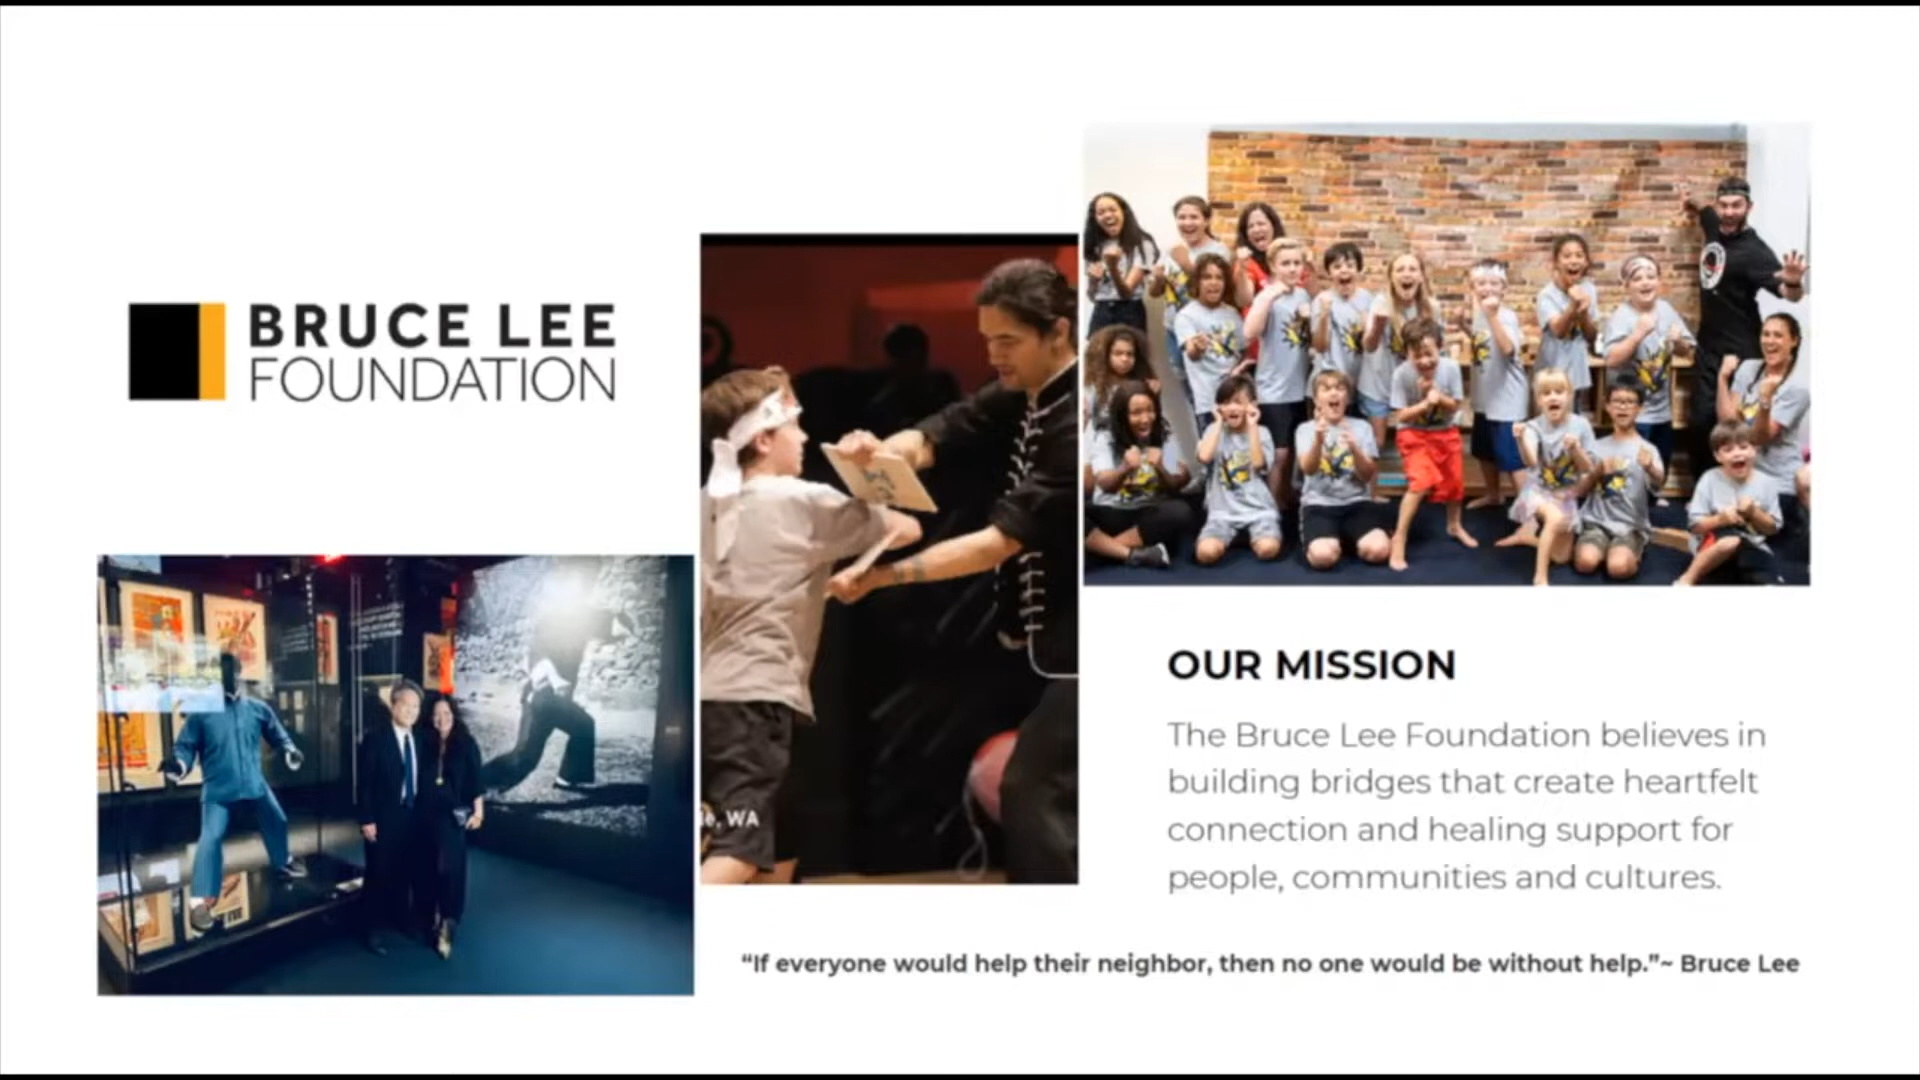 BRUCE LEE
FOUNDATION
, WA
OUR MISSION
The Bruce Lee Foundation believes in
building bridges that create heartfelt
connection and healing support for
people, communities and cultures.
“If everyone would help their neighbor, then no one would be without help.”~ Bruce Lee